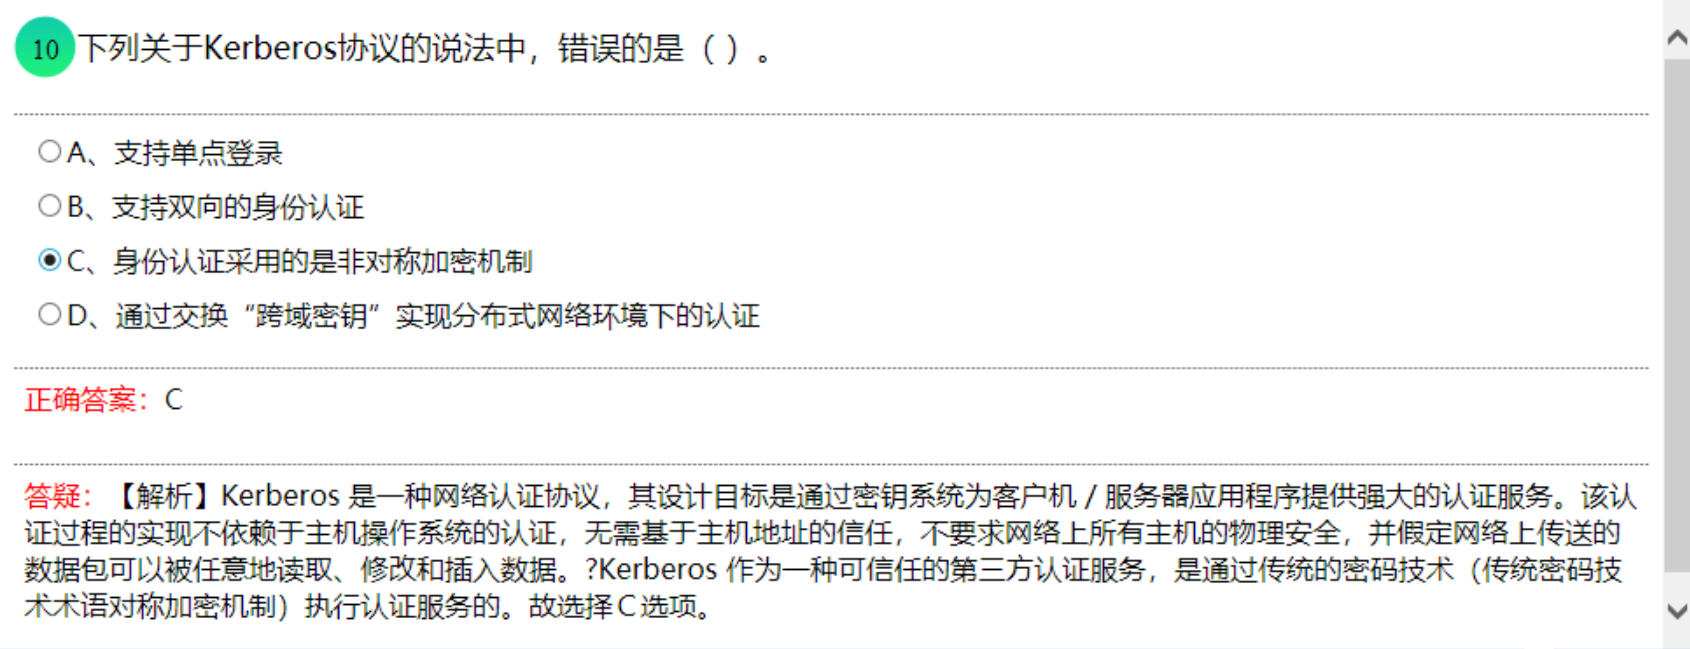 10 下列关于Kerberos协议的说法中，错误的是（ ）。
A、支持单点登录
B、支持双向的身份认证
C、身份认证采用的是非对称加密机制
D、通过交换“跨域密钥”实现分布式网络环境下的认证
正确答案：C
答疑：【解析】Kerberos 是一种网络认证协议，其设计目标是通过密钥系统为客户机 / 服务器应用程序提供强大的认证服务。该认
证过程的实现不依赖于主机操作系统的认证，无需基于主机地址的信任，不要求网络上所有主机的物理安全，并假定网络上传送的
数据包可以被任意地读取、修改和插入数据。?Kerberos 作为一种可信任的第三方认证服务，是通过传统的密码技术（传统密码技
术术语对称加密机制）执行认证服务的。故选择C选项。